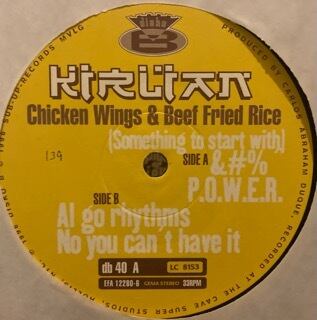 disko
B
KIRLIAN
Chicken Wings & Beef Fried Rice
(Something to start with)
139
SIDE A
&#%
P.O.W.E.R.
SIDE B
Al go rhythms
No you can´t have it
db 40 A
LC 8153
EFA 12280-6
GEMA STEREO
33RPM
PRODUCED BY CARLOS ABRAHAM DUQUE, RECORDED AT THE CAVE SUPER STUDIOS,
© 1998 SUB-UP-RECORDS MVLG